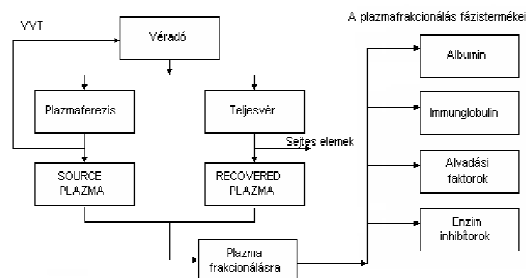 A plazmafrakcionálás fázistermékei
VVT
Véradó
Albumin
Plazmaferezis
Teljesvér
Immunglobulin
Sejtes elemek
SOURCE
PLAZMA
RECOVERED
PLAZMA
Alvadási
faktorok
Enzim
inhibítorok
Plazma
frakcionálásra